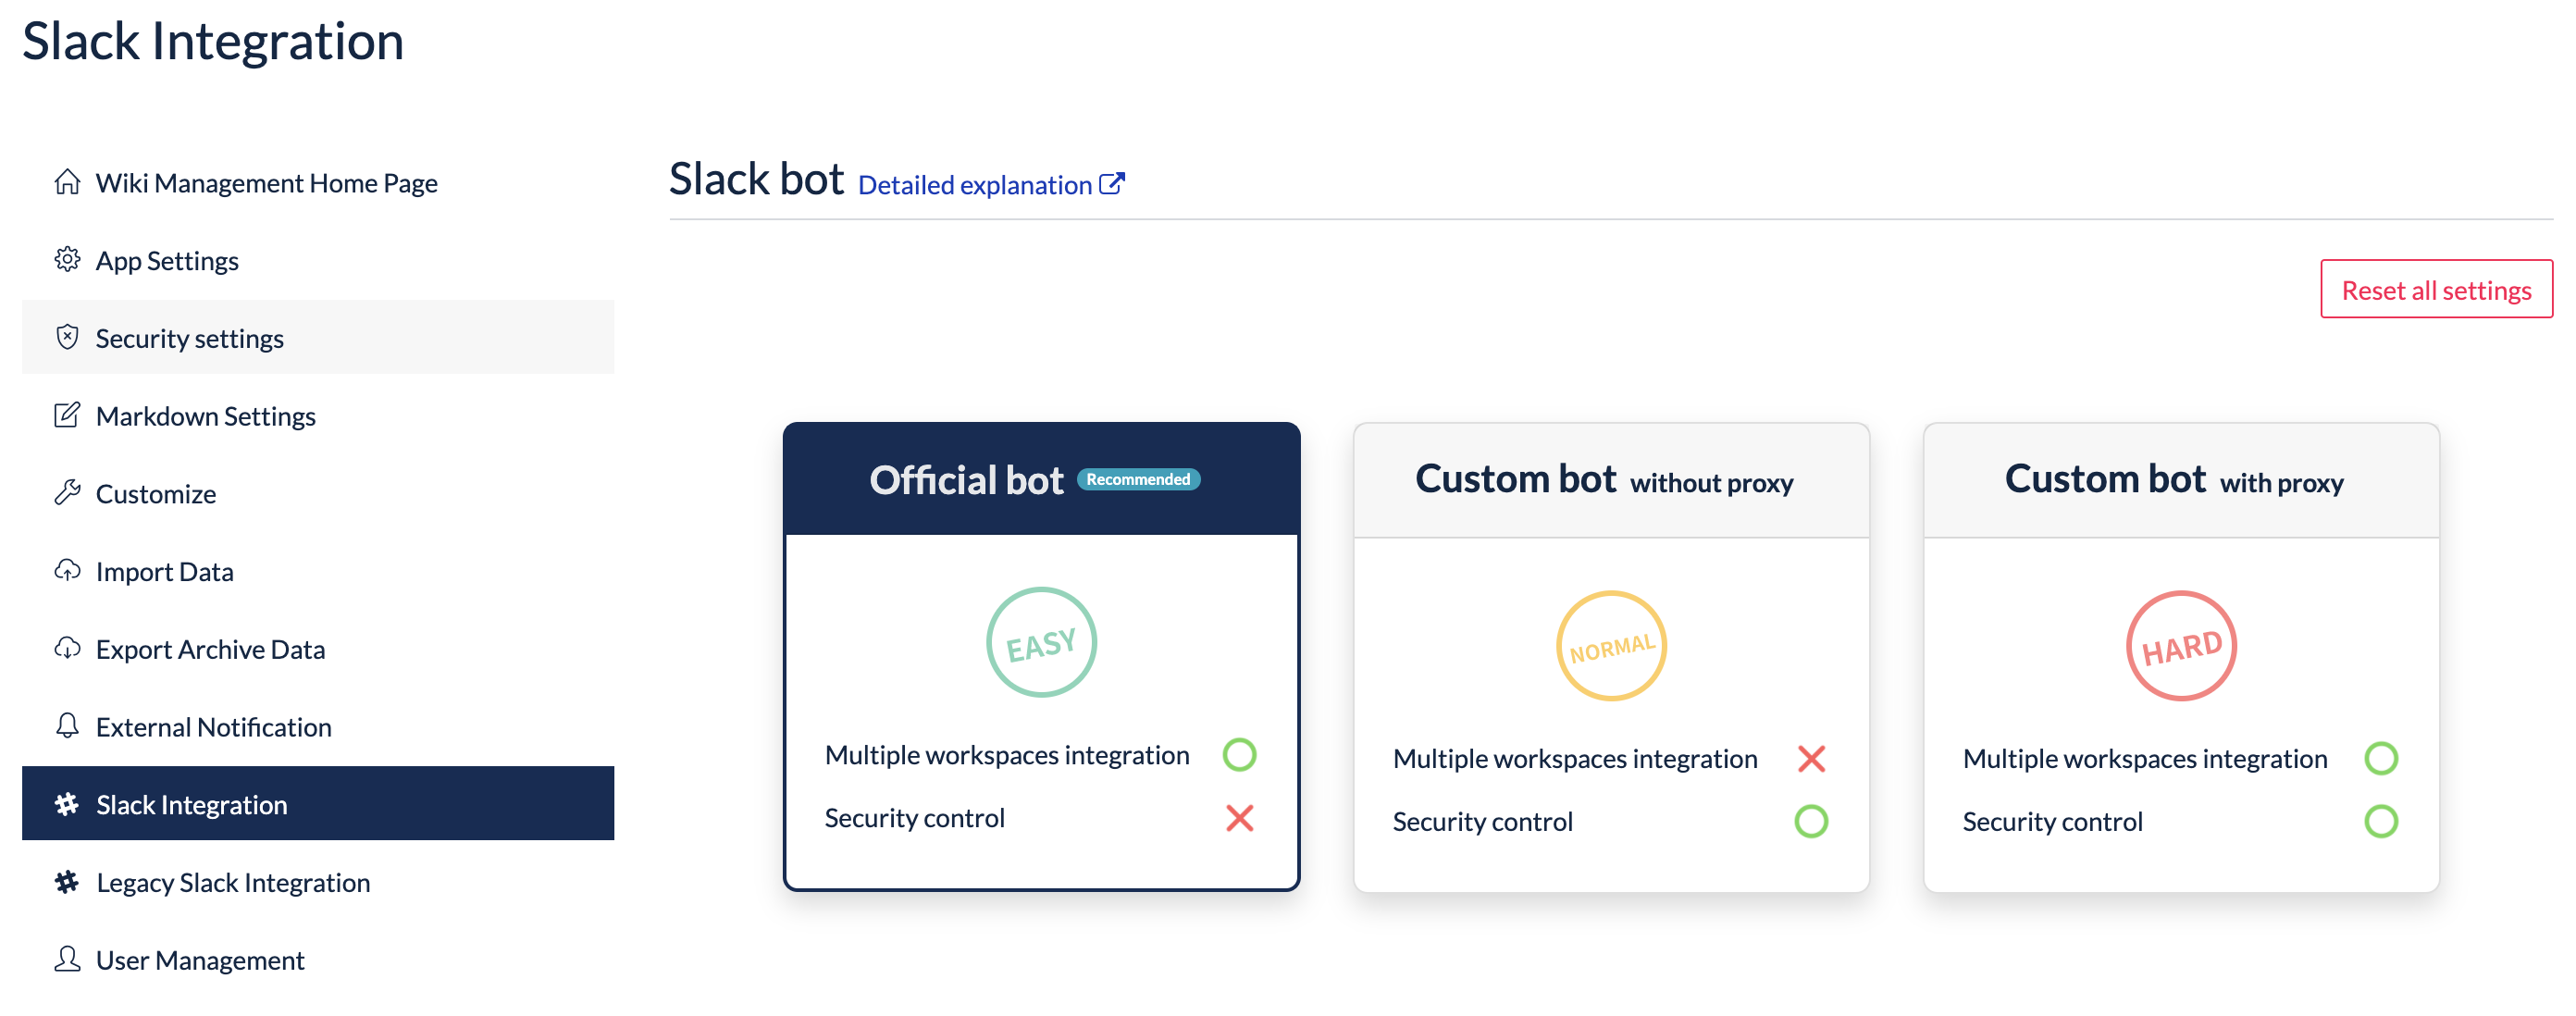 Slack Integration
Wiki Management Home Page
App Settings
Security settings
Markdown Settings
Customize
Import Data
Export Archive Data
External Notification
Slack Integration
Legacy Slack Integration
User Management
Slack bot Detailed explanation
Reset all settings
Official bot Recommended
EASY
Multiple workspaces integration
Security control
Custom bot without proxy
NORMAL
Multiple workspaces integration
Security control
Custom bot with proxy
HARD
Multiple workspaces integration
Security control